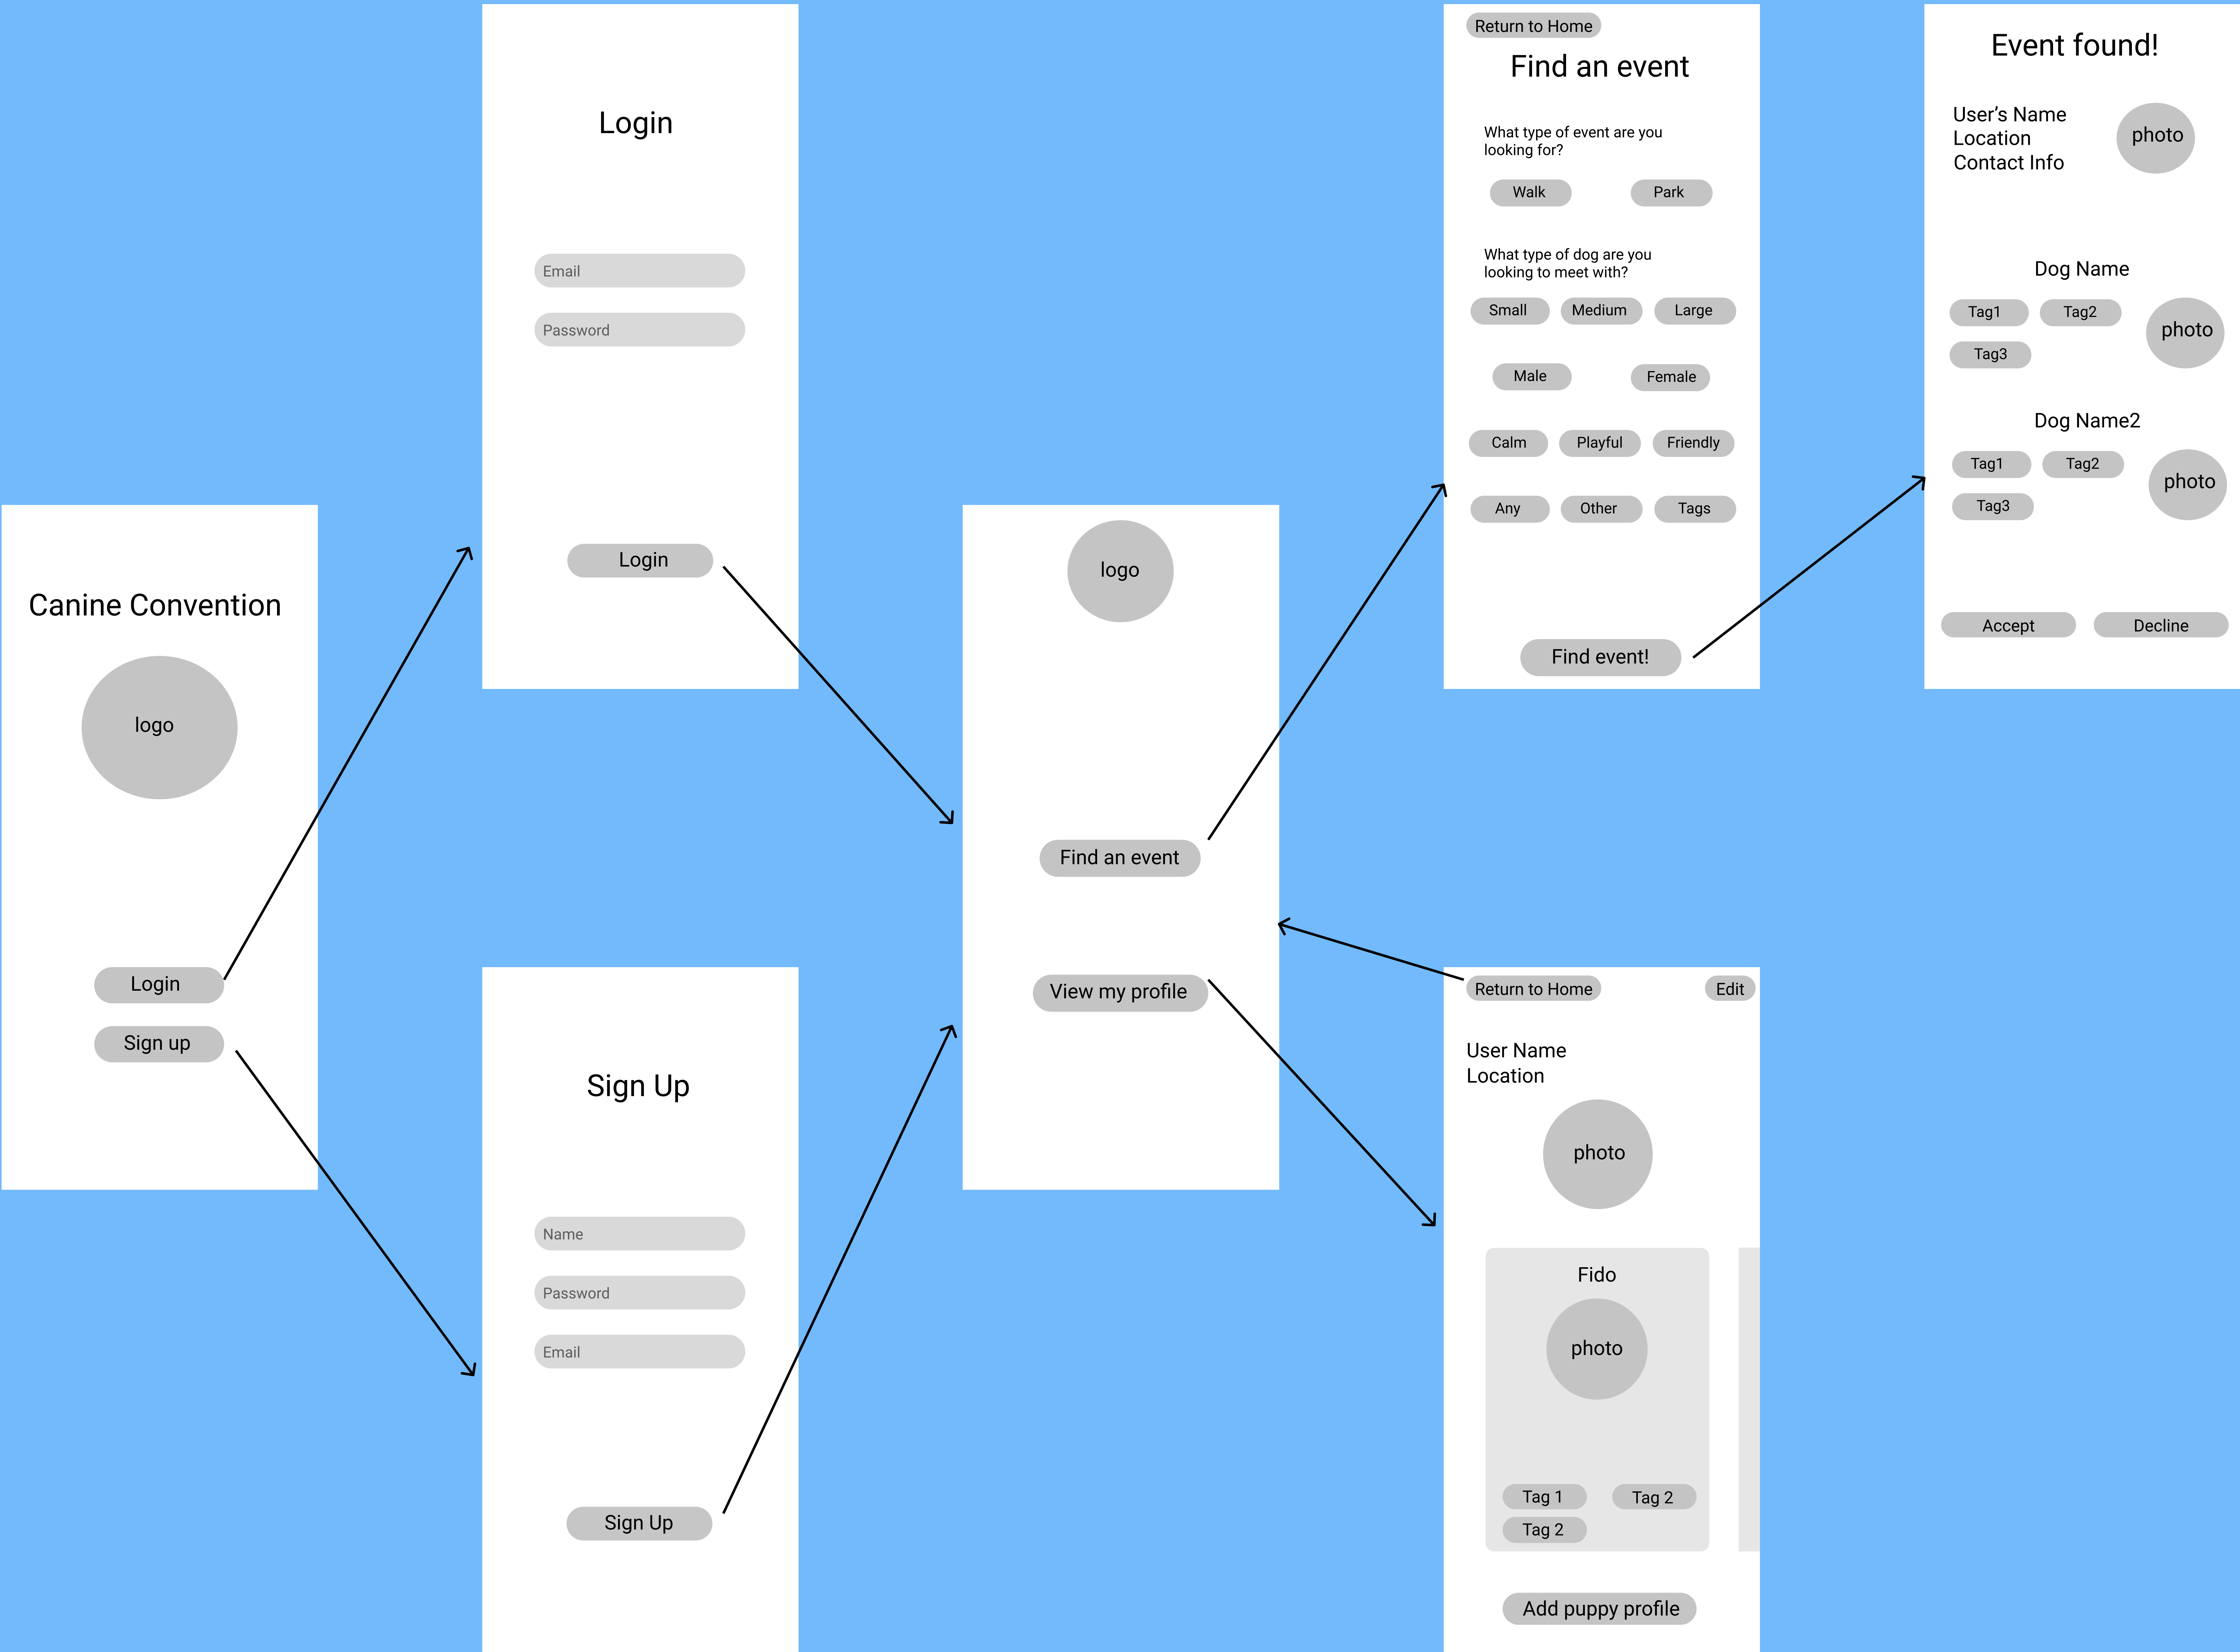 Canine Convention
logo
Login
Sign up
Login
Email
Password
Login
Sign Up
Name
Password
Email
Sign Up
logo
Find an event
View my profile
Return to Home
Find an event
What type of event are you
looking for?
Walk Park
What type of dog are you
looking to meet with?
Small Medium Large
Male Female
Calm Playful Friendly
Any Other Tags
Find event!
Return to Home Edit
User Name
Location
photo
Fido
photo
Tag 1 Tag 2
Tag 2
Add puppy profile
Event found!
User’s Name
Location
Contact Info
photo
Dog Name
Tag1 Tag2
Tag3
photo
Dog Name2
Tag1 Tag2
Tag3
photo
Accept Decline